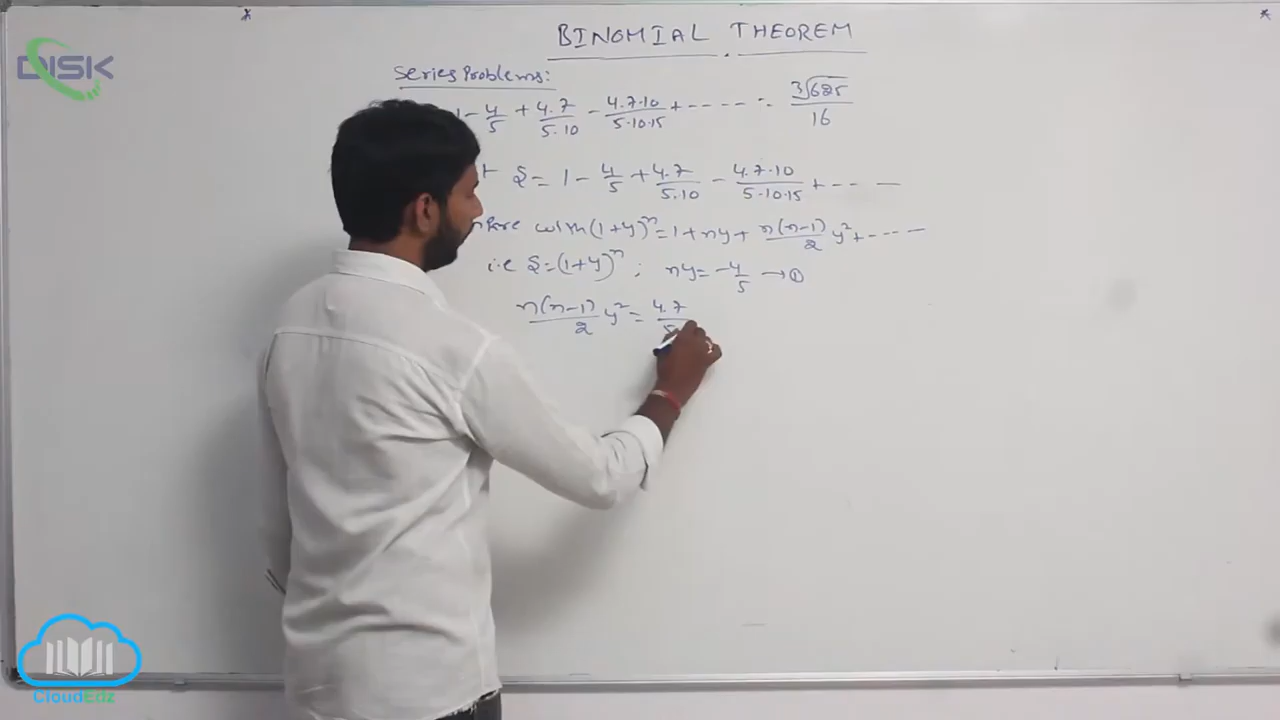 DISK
BINOMIAL THEOREM
Series Problems:
1 - 4/5 + 4.7/5.10 - 4.7.10/5.10.15 + ---- = ∛625/16
S = 1 - 4/5 + 4.7/5.10 - 4.7.10/5.10.15 + -- —
with (1+y)^n = 1 + ny + n(n-1)/2 y² + ---
i.e S = (1+y)^n ; ny = -4/5 → ①
n(n-1)/2 y² = 4.7/5
CloudEdz